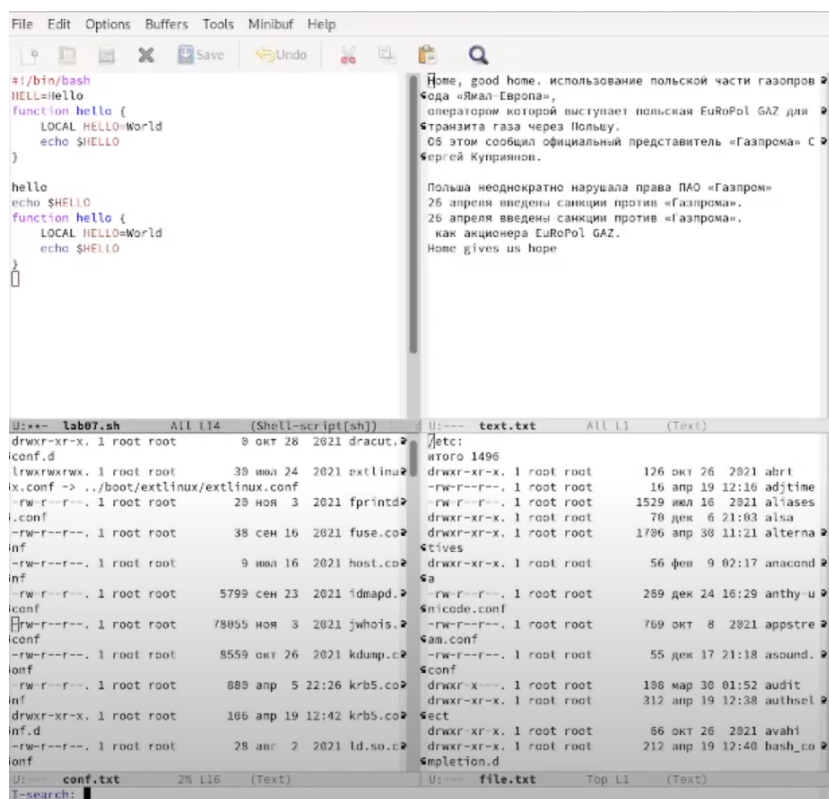 File Edit Options Buffers Tools Minibuf Help
Save Undo
#!/bin/bash
HELL=Hello
function hello {
LOCAL HELLO=World
echo $HELLO
}
hello
echo $HELLO
function hello {
LOCAL HELLO=World
echo $HELLO
}
U:**- lab07.sh All L14 (Shell-script[sh])
Home, good home. использование польской части газопров
ода «Ямал-Европа»,
оператором которой выступает польская EuRoPol GAZ для
транзита газа через Польшу.
Об этом сообщил официальный представитель «Газпрома» С
ергей Куприянов.
Польша неоднократно нарушала права ПАО «Газпром»
26 апреля введены санкции против «Газпрома».
26 апреля введены санкции против «Газпрома».
как акционера EuRoPol GAZ.
Home gives us hope
U:--- text.txt All L1 (Text)
drwxr-xr-x. 1 root root 0 окт 28 2021 dracut.
conf.d
lrwxrwxrwx. 1 root root 30 июл 24 2021 extlinu
x.conf -> ../boot/extlinux/extlinux.conf
-rw-r--r--. 1 root root 20 ноя 3 2021 fprintd
.conf
-rw-r--r--. 1 root root 38 сен 16 2021 fuse.co
nf
-rw-r--r--. 1 root root 9 июл 16 2021 host.co
nf
-rw-r--r--. 1 root root 5799 сен 23 2021 idmapd.
conf
-rw-r--r--. 1 root root 78055 ноя 3 2021 jwhois.
conf
-rw-r--r--. 1 root root 8559 окт 26 2021 kdump.c
onf
-rw-r--r--. 1 root root 880 апр 5 22:26 krb5.co
nf
drwxr-xr-x. 1 root root 106 апр 19 12:42 krb5.co
nf.d
-rw-r--r--. 1 root root 28 авг 2 2021 ld.so.c
onf
U:--- conf.txt 2% L16 (Text)
/etc:
итого 1496
drwxr-xr-x. 1 root root 126 окт 26 2021 abrt
-rw-r--r--. 1 root root 16 апр 19 12:16 adjtime
-rw-r--r--. 1 root root 1529 июл 16 2021 aliases
drwxr-xr-x. 1 root root 70 дек 6 21:03 alsa
drwxr-xr-x. 1 root root 1706 апр 30 11:21 alterna
tives
drwxr-xr-x. 1 root root 56 фев 9 02:17 anacond
a
-rw-r--r--. 1 root root 269 дек 24 16:29 anthy-u
nicode.conf
-rw-r--r--. 1 root root 769 окт 8 2021 appstre
am.conf
-rw-r--r--. 1 root root 55 дек 17 21:18 asound.
conf
drwxr-x---. 1 root root 108 мар 30 01:52 audit
drwxr-xr-x. 1 root root 312 апр 19 12:38 authsel
ect
drwxr-xr-x. 1 root root 66 окт 26 2021 avahi
drwxr-xr-x. 1 root root 212 апр 19 12:40 bash_co
mpletion.d
U:--- file.txt Top L1 (Text)
I-search: